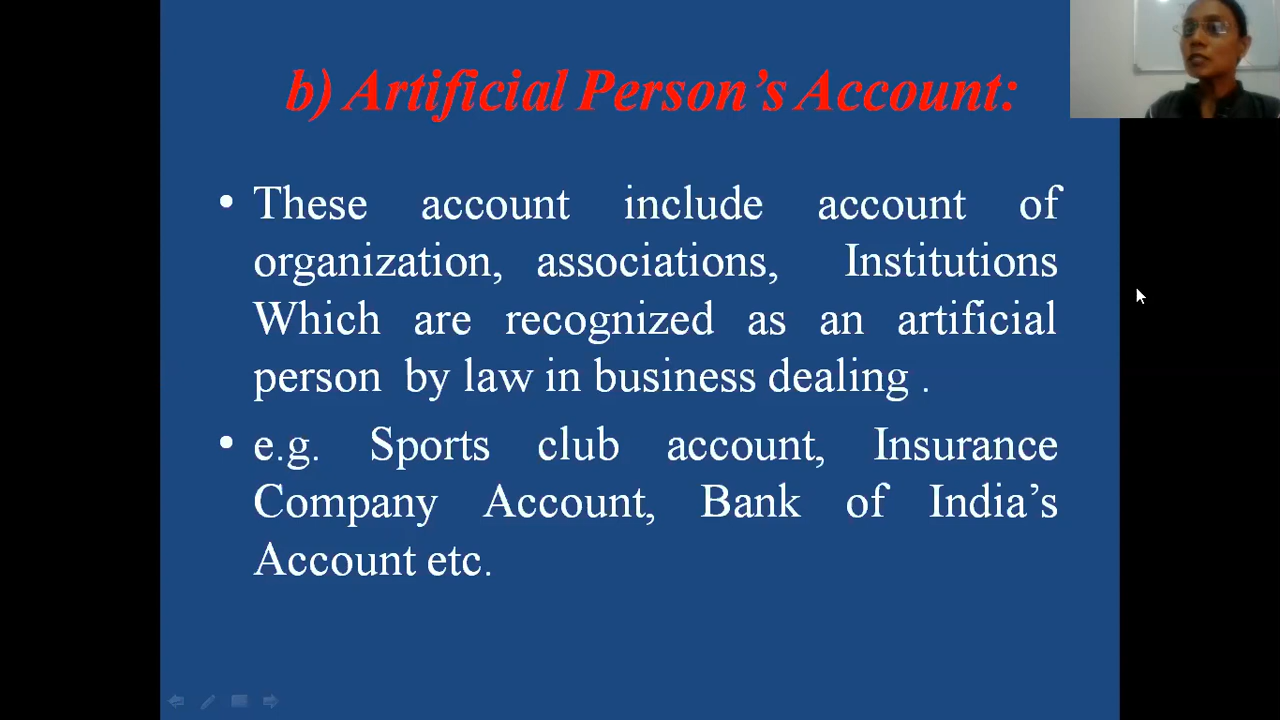 b) Artificial Person’s Account:
• These account include account of
organization, associations, Institutions
Which are recognized as an artificial
person by law in business dealing .
• e.g. Sports club account, Insurance
Company Account, Bank of India’s
Account etc.